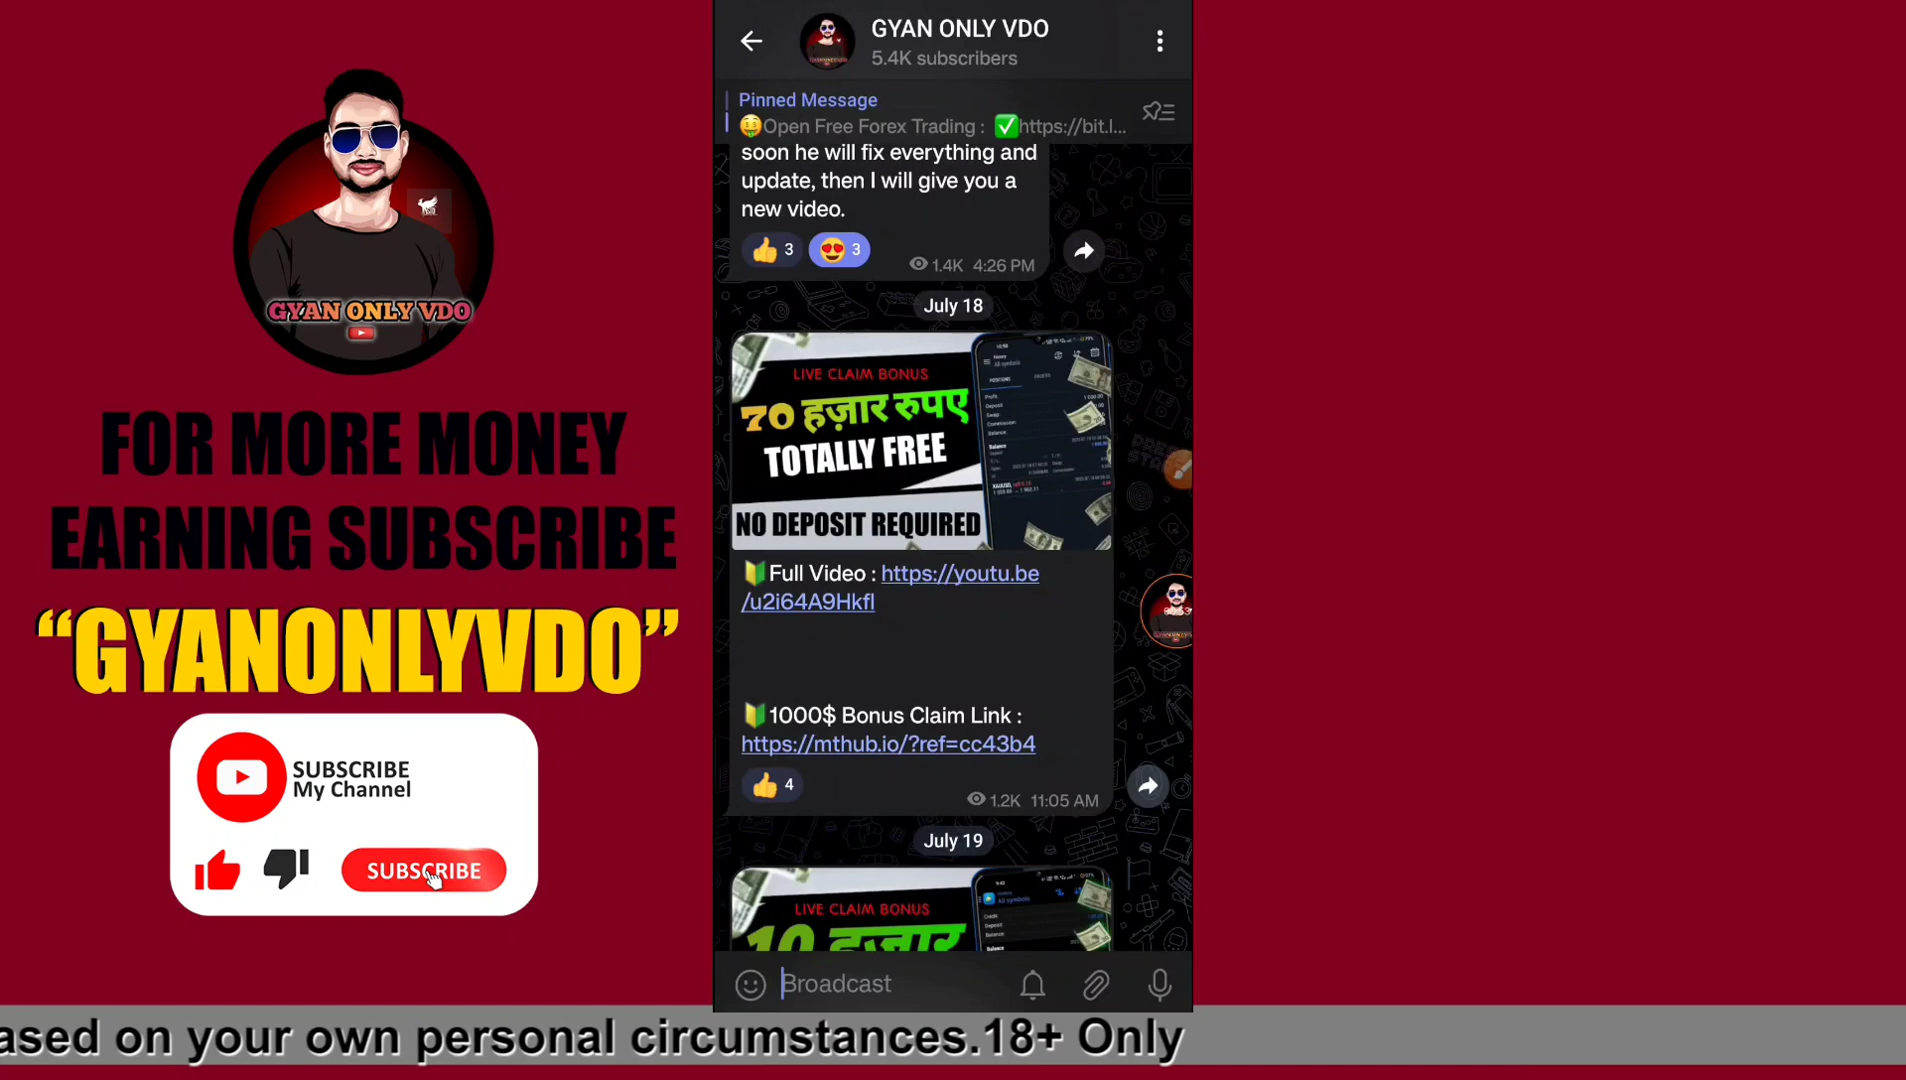 GYAN ONLY VDO
FOR MORE MONEY
EARNING SUBSCRIBE
“GYANONLYVDO”
SUBSCRIBE
My Channel
SUBSCRIBE
GYAN ONLY VDO
5.4K subscribers
Pinned Message
🤑Open Free Forex Trading : ✅https://bit.l...
soon he will fix everything and
update, then I will give you a
new video.
👍 3 😍 3
1.4K 4:26 PM
July 18
LIVE CLAIM BONUS
70 हज़ार रुपए
TOTALLY FREE
NO DEPOSIT REQUIRED
🔰Full Video : https://youtu.be
/u2i64A9Hkfl
🔰1000$ Bonus Claim Link :
https://mthub.io/?ref=cc43b4
👍 4
1.2K 11:05 AM
July 19
LIVE CLAIM BONUS
10 हज़ार
Broadcast
ased on your own personal circumstances.18+ Only